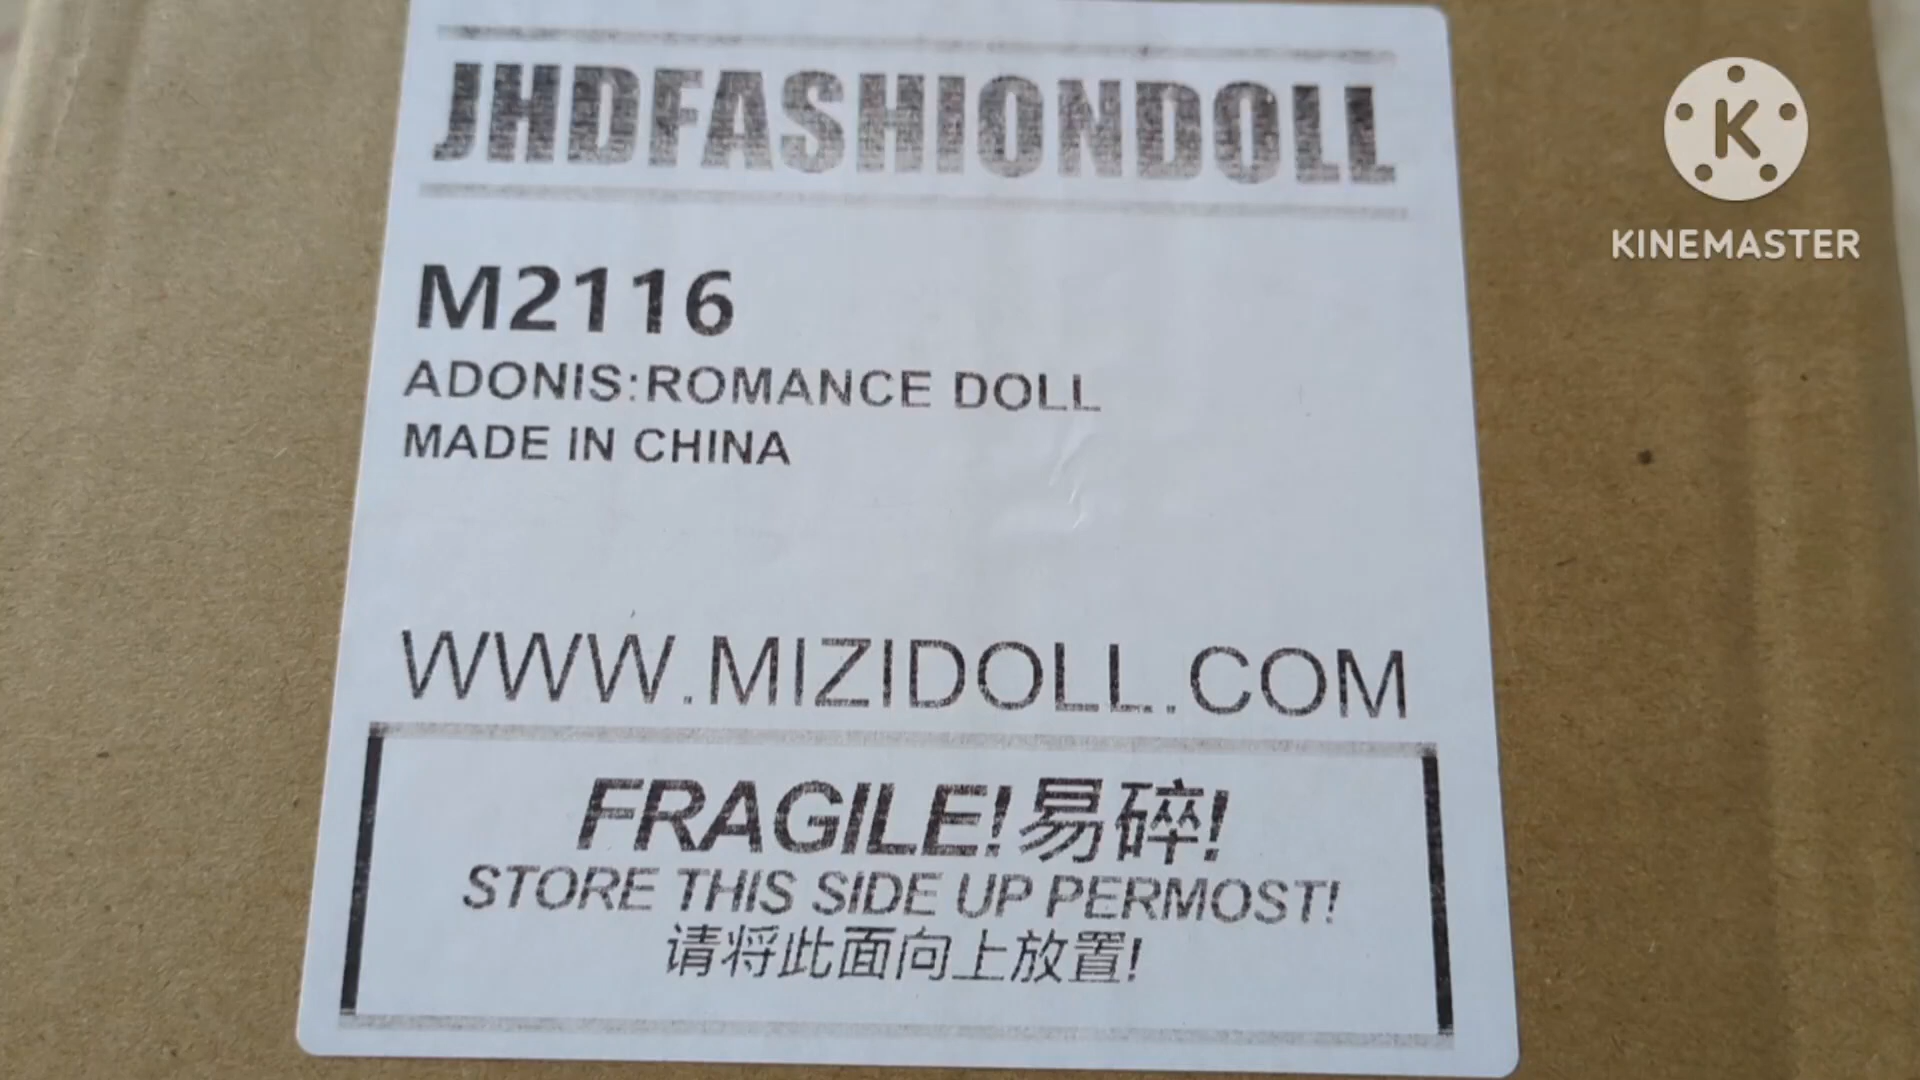 JHDFASHIONDOLL
M2116
ADONIS:ROMANCE DOLL
MADE IN CHINA
WWW.MIZIDOLL.COM
FRAGILE!易碎!
STORE THIS SIDE UP PERMOST!
请将此面向上放置!
K
KINEMASTER